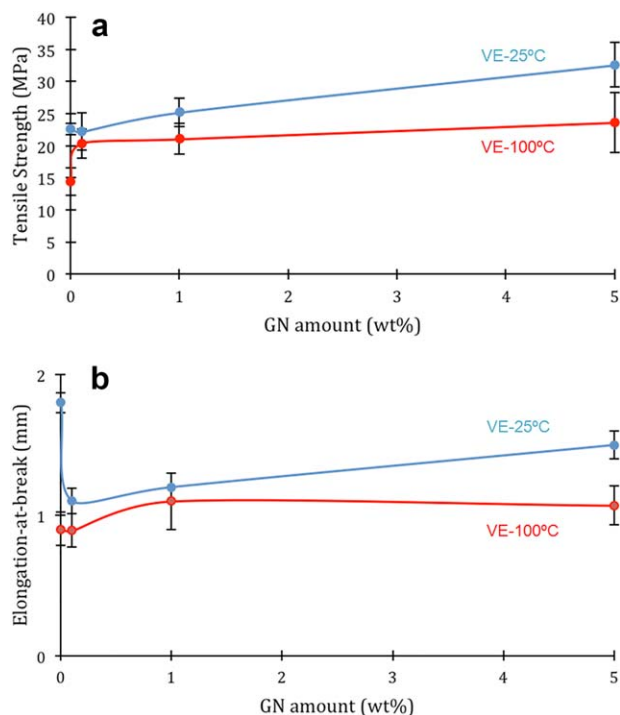 a
Tensile Strength (MPa)
40
35
30
25
20
15
10
5
0
VE-25ºC
VE-100ºC
0 1 2 3 4 5
GN amount (wt%)
b
Elongation-at-break (mm)
2
1
0
VE-25ºC
VE-100ºC
0 1 2 3 4 5
GN amount (wt%)